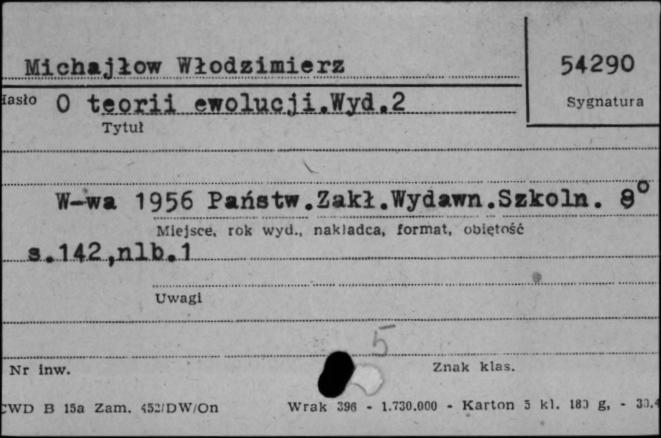 Michajłow Włodzimierz
54290
Sygnatura
Hasło O teorii ewolucji.Wyd.2
Tytuł
W-wa 1956 Państw.Zakł.Wydawn.Szkoln. 8°
Miejsce, rok wyd., nakładca, format, objętość
s.142,nlb.1
Uwagi
5
Nr inw.
Znak klas.
CWD B 15a Zam. 452/DW/On Wrak 396 - 1.730.000 - Karton 5 kl. 180 g, - 30.4